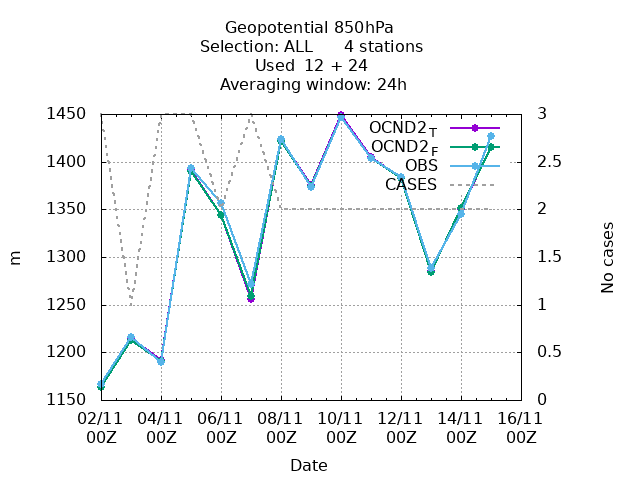 Geopotential 850hPa
Selection: ALL      4 stations
Used  12 + 24
Averaging window: 24h
1450 3
1400 2.5
1350 2
1300 1.5
1250 1
1200 0.5
1150 0
OCND2T
OCND2F
OBS
CASES
m
No cases
02/11 04/11 06/11 08/11 10/11 12/11 14/11 16/11
00Z 00Z 00Z 00Z 00Z 00Z 00Z 00Z
Date